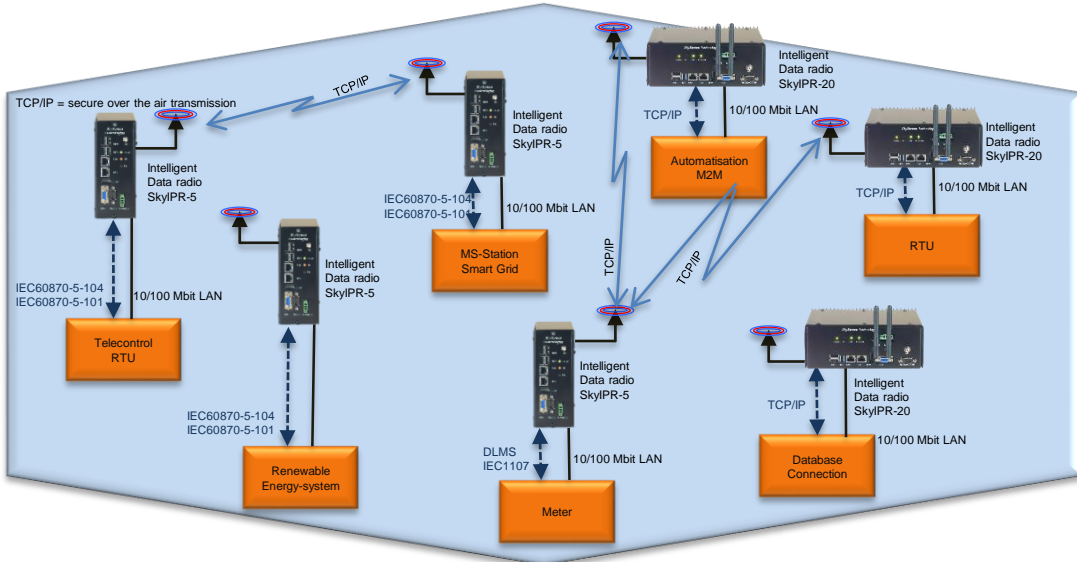 TCP/IP = secure over the air transmission
Intelligent
Data radio
SkyIPR-5
IEC60870-5-104
IEC60870-5-101
10/100 Mbit LAN
Telecontrol
RTU
TCP/IP
Intelligent
Data radio
SkyIPR-5
IEC60870-5-104
IEC60870-5-101
10/100 Mbit LAN
MS-Station
Smart Grid
Intelligent
Data radio
SkyIPR-5
IEC60870-5-104
IEC60870-5-101
Renewable
Energy-system
Intelligent
Data radio
SkyIPR-20
TCP/IP
10/100 Mbit LAN
Automatisation
M2M
TCP/IP
TCP/IP
Intelligent
Data radio
SkyIPR-20
TCP/IP
10/100 Mbit LAN
RTU
Intelligent
Data radio
SkyIPR-5
DLMS
IEC1107
10/100 Mbit LAN
Meter
Intelligent
Data radio
SkyIPR-20
TCP/IP
10/100 Mbit LAN
Database
Connection